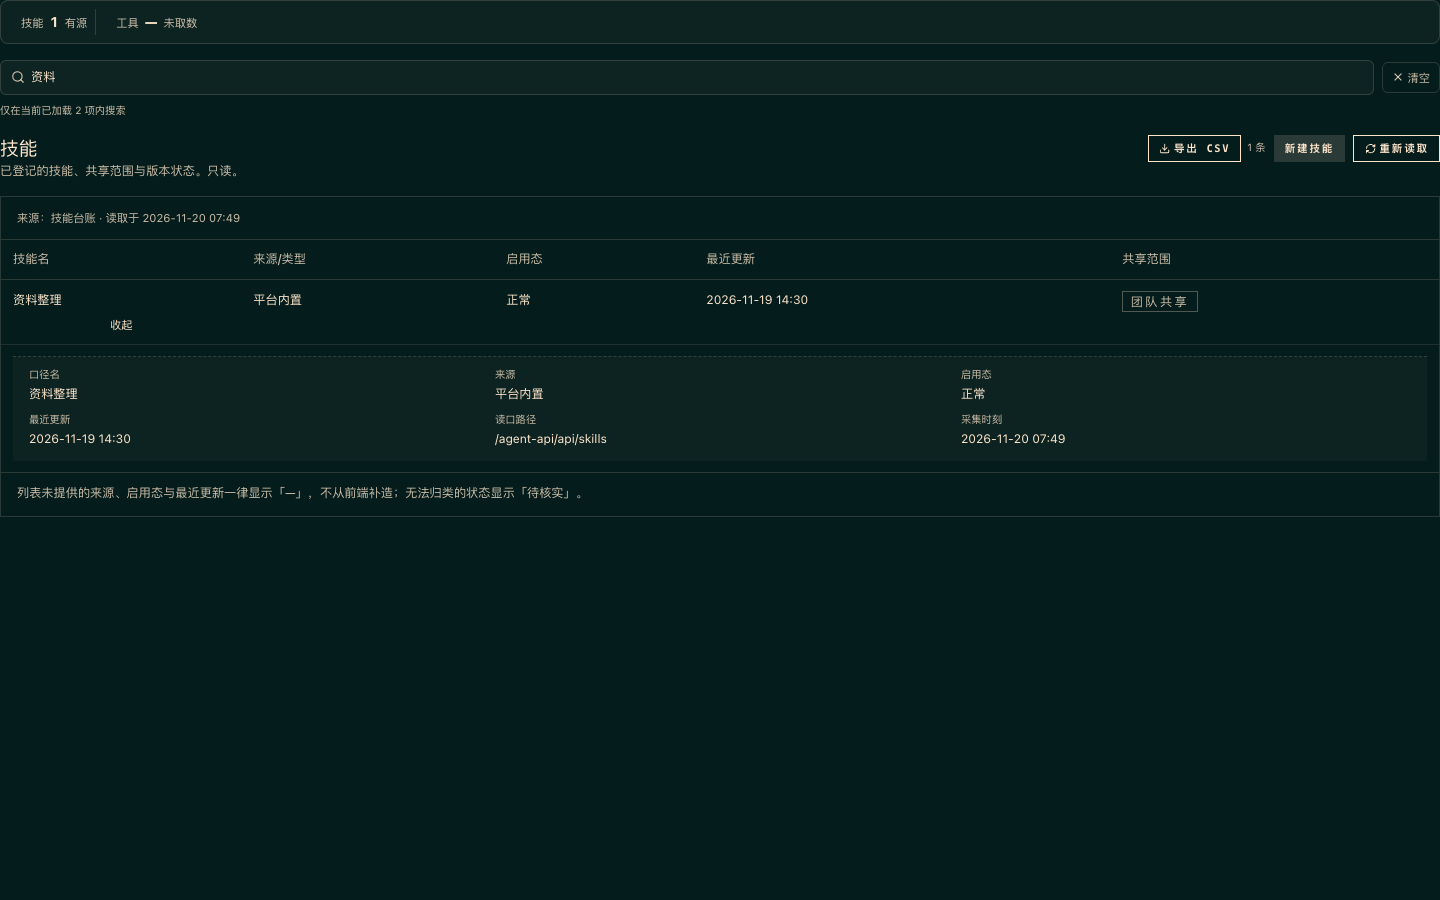 技能 1 有源 工具 — 未取数
资料
清空
仅在当前已加载 2 项内搜索
技能
已登记的技能、共享范围与版本状态。只读。
导出 CSV 1 条 新建技能 重新读取
来源：技能台账 · 读取于 2026-11-20 07:49
技能名 来源/类型 启用态 最近更新 共享范围
资料整理 平台内置 正常 2026-11-19 14:30 团队共享
收起
口径名 来源 启用态
资料整理 平台内置 正常
最近更新 读口路径 采集时刻
2026-11-19 14:30 /agent-api/api/skills 2026-11-20 07:49
列表未提供的来源、启用态与最近更新一律显示「—」，不从前端补造；无法归类的状态显示「待核实」。